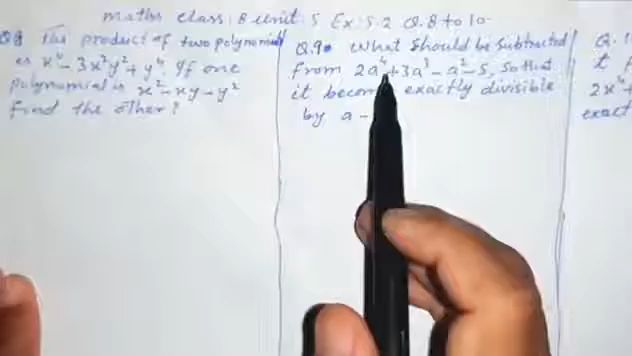 maths class: 8 unit: 5 Ex: 5.2 Q.8 to 10
Q8 The product of two polynomial
is x⁴ - 3x²y² + y⁴. If one
polynomial is x² - xy - y²
find the other?
Q.9. What should be subtracted
from 2a⁴ + 3a³ - a² - 5, so that
it becom exactly divisible
by a -
2x⁴ +
exact